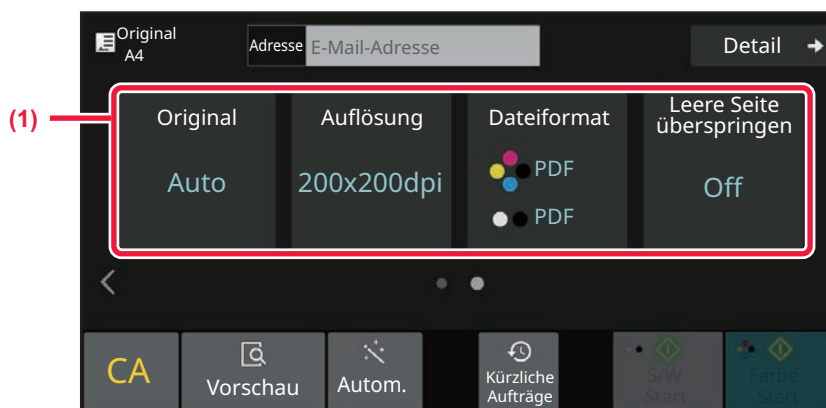 Original
A4
Adresse E-Mail-Adresse
Detail
(1)
Original
Auto
Auflösung
200x200dpi
Dateiformat
PDF
PDF
Leere Seite
überspringen
Off
CA
Vorschau
Autom.
Kürzliche
Aufträge
S/W
Start
Farbe
Start